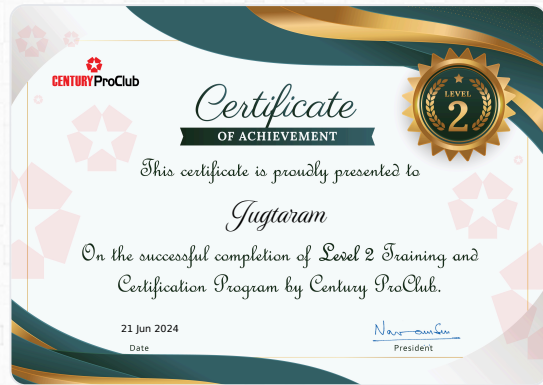 CENTURY ProClub
LEVEL
2
Certificate
OF ACHIEVEMENT
This certificate is proudly presented to
Jugtaram
On the successful completion of Level 2 Training and
Certification Program by Century ProClub.
21 Jun 2024
Date
President